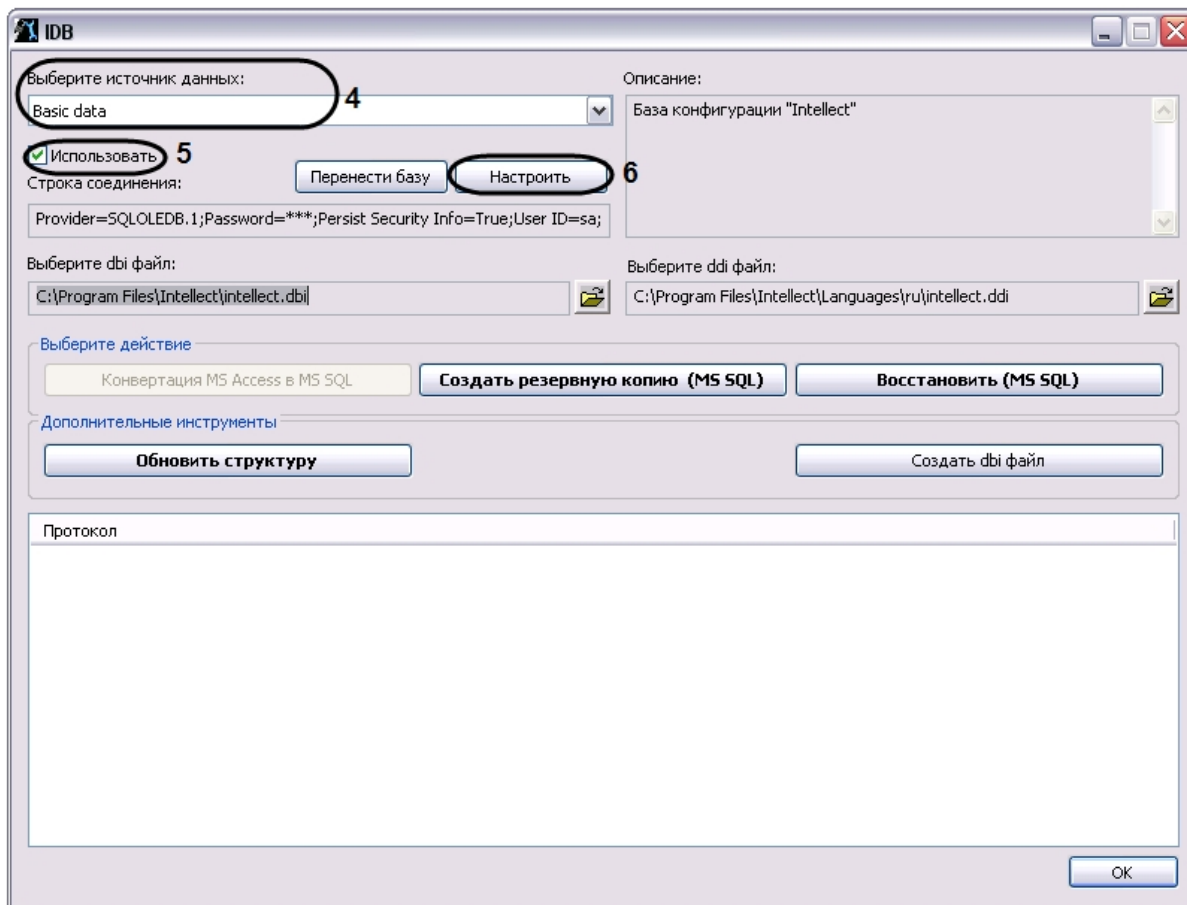 IDB
Выберите источник данных:
Basic data
4
Описание:
База конфигурации "Intellect"
Использовать
5
Строка соединения:
Перенести базу
Настроить
6
Provider=SQLOLEDB.1;Password=***;Persist Security Info=True;User ID=sa;
Выберите dbi файл:
C:\Program Files\Intellect\intellect.dbi
Выберите ddi файл:
C:\Program Files\Intellect\Languages\ru\intellect.ddi
Выберите действие
Конвертация MS Access в MS SQL
Создать резервную копию (MS SQL)
Восстановить (MS SQL)
Дополнительные инструменты
Обновить структуру
Создать dbi файл
Протокол
OK